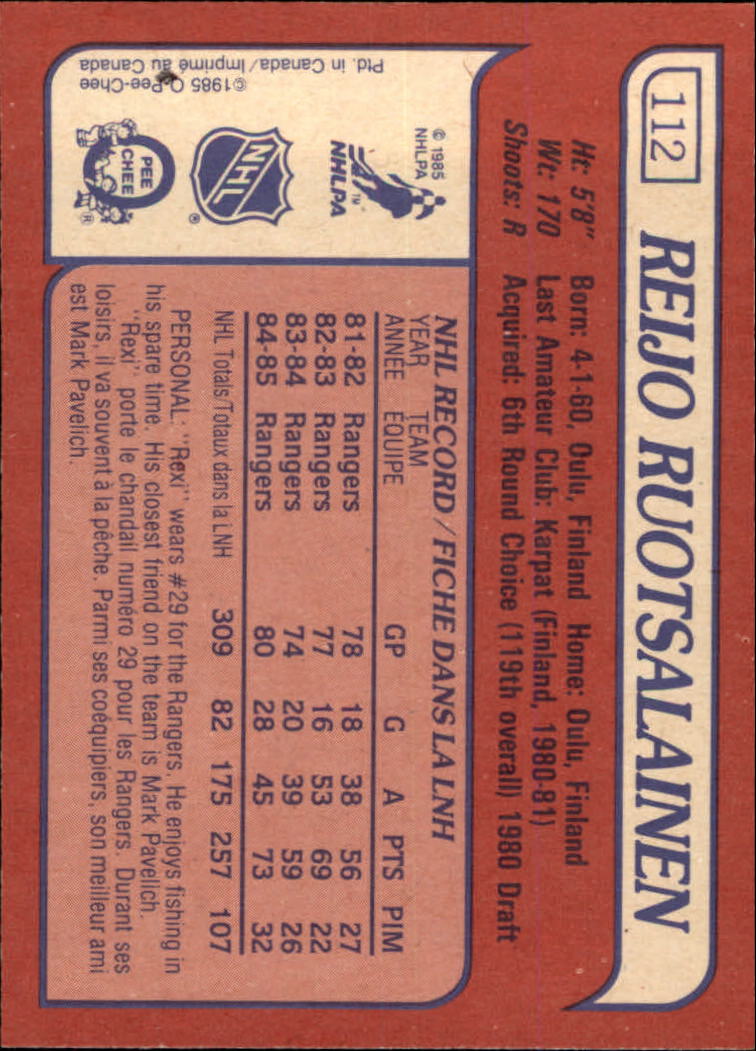 112
REIJO RUOTSALAINEN
Ht: 5'8" Born: 4-1-60, Oulu, Finland Home: Oulu, Finland
Wt: 170 Last Amateur Club: Karpat (Finland, 1980-81)
Shoots: R Acquired: 6th Round Choice (119th overall) 1980 Draft
© 1985
NHLPA
NHLPA
TM
NHL
®
O
PEE
CHEE
®
©1985 O-Pee-Chee
Ptd. in Canada/Imprimé au Canada
NHL RECORD/FICHE DANS LA LNH
YEAR TEAM
ANNÉE ÉQUIPE GP G A PTS PIM
81-82 Rangers 78 18 38 56 27
82-83 Rangers 77 16 53 69 22
83-84 Rangers 74 20 39 59 26
84-85 Rangers 80 28 45 73 32
NHL Totals/Totaux dans la LNH 309 82 175 257 107
PERSONAL: "Rexi" wears #29 for the Rangers. He enjoys fishing in
his spare time. His closest friend on the team is Mark Pavelich.
"Rexi" porte le chandail numéro 29 pour les Rangers. Durant ses
loisirs, il va souvent à la pêche. Parmi ses coéquipiers, son meilleur ami
est Mark Pavelich.